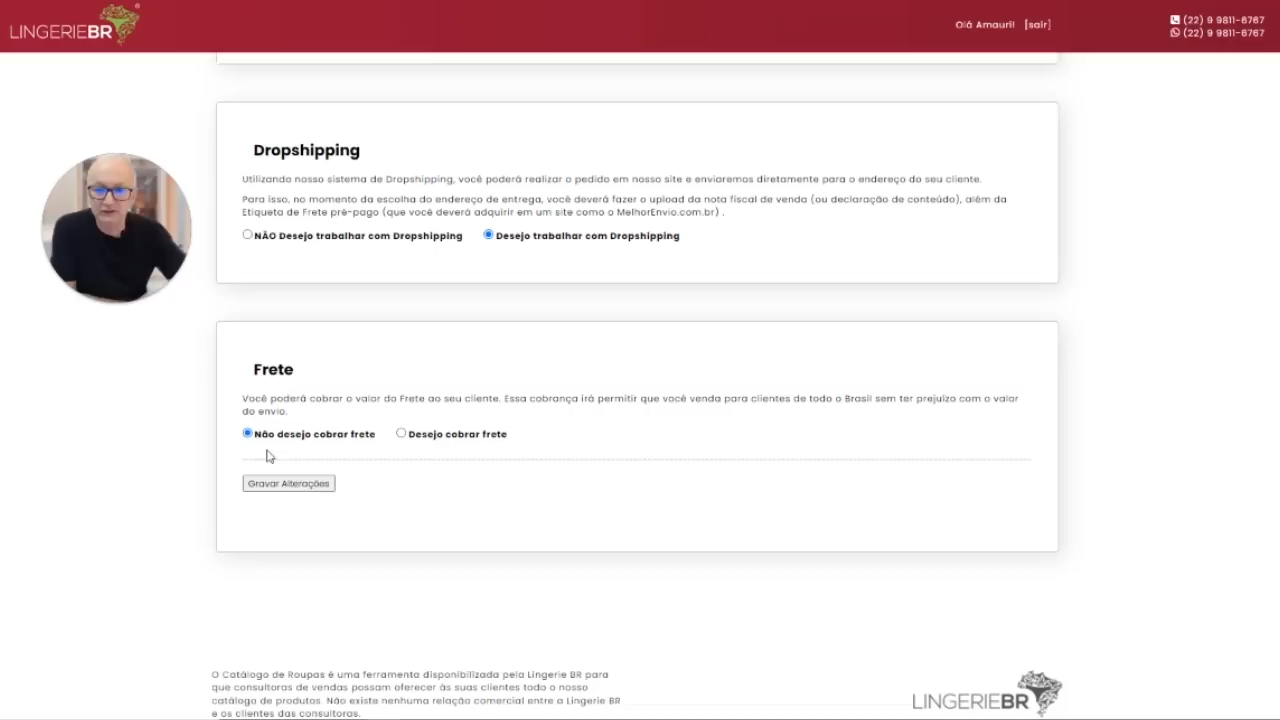 LINGERIEBR
Olá Amauri! [sair]
(22) 9 9811-6767
(22) 9 9811-6767
Dropshipping
Utilizando nosso sistema de Dropshipping, você poderá realizar o pedido em nosso site e enviaremos diretamente para o endereço do seu cliente.
Para isso, no momento da escolha do endereço de entrega, você deverá fazer o upload da nota fiscal de venda (ou declaração de conteúdo), além da
Etiqueta de Frete pré-pago (que você deverá adquirir em um site como o MelhorEnvio.com.br) .
NÃO Desejo trabalhar com Dropshipping Desejo trabalhar com Dropshipping
Frete
Você poderá cobrar o valor do Frete ao seu cliente. Essa cobrança irá permitir que você venda para clientes de todo o Brasil sem ter prejuízo com o valor
do envio.
Não desejo cobrar frete Desejo cobrar frete
Gravar Alterações
O Catálogo de Roupas é uma ferramenta disponibilizada pela Lingerie BR para
que consultoras de vendas possam oferecer às suas clientes todo o nosso
catálogo de produtos. Não existe nenhuma relação comercial entre a Lingerie BR
e os clientes das consultoras.
LINGERIEBR